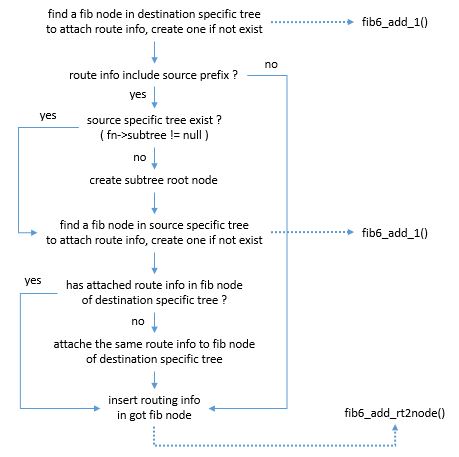 find a fib node in destination specific tree
to attach route info, create one if not exist
fib6_add_1()
route info include source prefix ?
no
yes
yes
source specific tree exist ?
( fn->subtree != null )
no
create subtree root node
find a fib node in source specific tree
to attach route info, create one if not exist
fib6_add_1()
yes
has attached route info in fib node
of destination specific tree ?
no
attache the same route info to fib node
of destination specific tree
insert routing info
in got fib node
fib6_add_rt2node()